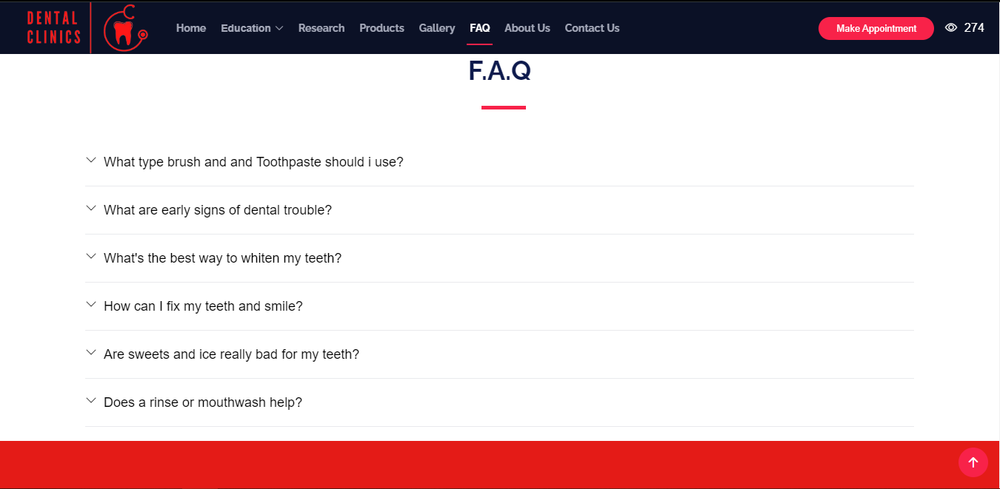 DENTAL
CLINICS
Home Education Research Products Gallery FAQ About Us Contact Us Make Appointment 274
F.A.Q
What type brush and and Toothpaste should i use?
What are early signs of dental trouble?
What's the best way to whiten my teeth?
How can I fix my teeth and smile?
Are sweets and ice really bad for my teeth?
Does a rinse or mouthwash help?